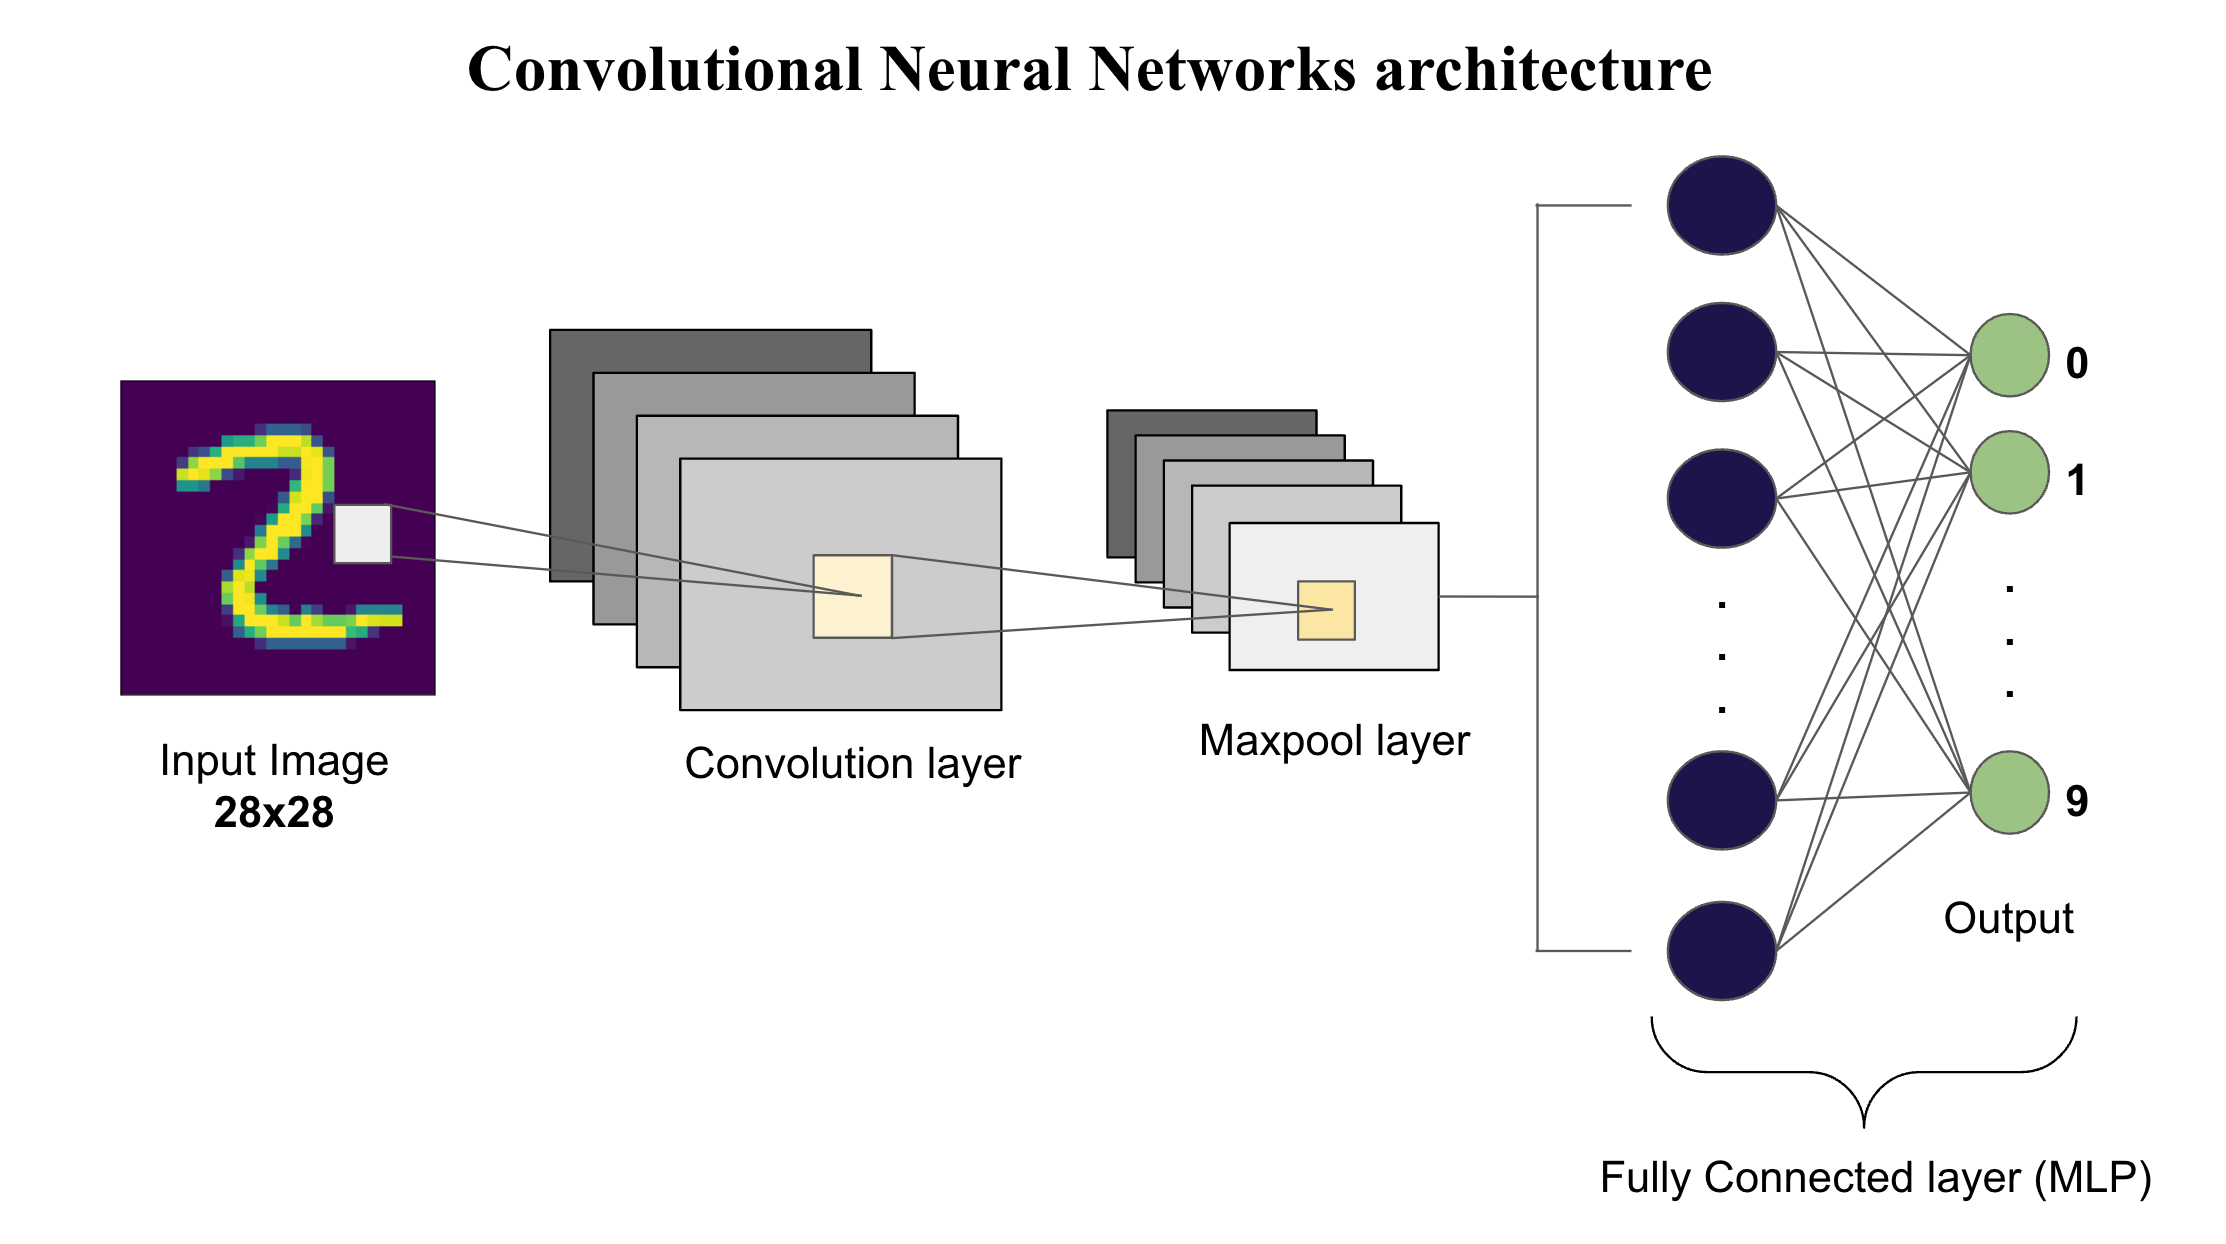 Convolutional Neural Networks architecture
Input Image
28x28
Convolution layer
Maxpool layer
0
1
.
.
.
.
.
.
9
Output
Fully Connected layer (MLP)